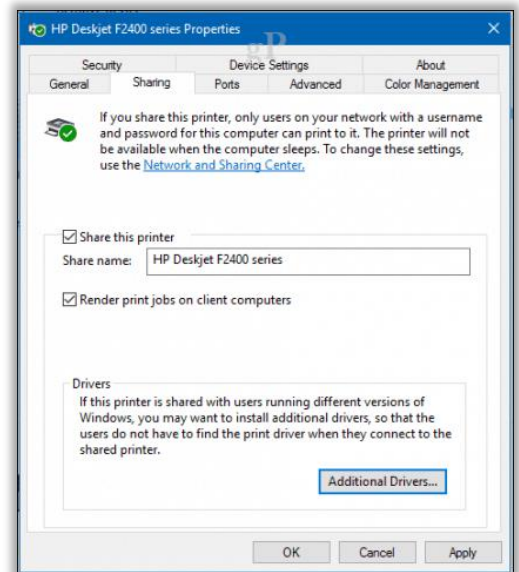 HP Deskjet F2400 series Properties
gP
Security Device Settings About
General Sharing Ports Advanced Color Management
If you share this printer, only users on your network with a username
and password for this computer can print to it. The printer will not
be available when the computer sleeps. To change these settings,
use the Network and Sharing Center.
Share this printer
Share name: HP Deskjet F2400 series
Render print jobs on client computers
Drivers
If this printer is shared with users running different versions of
Windows, you may want to install additional drivers, so that the
users do not have to find the print driver when they connect to the
shared printer.
Additional Drivers...
OK Cancel Apply